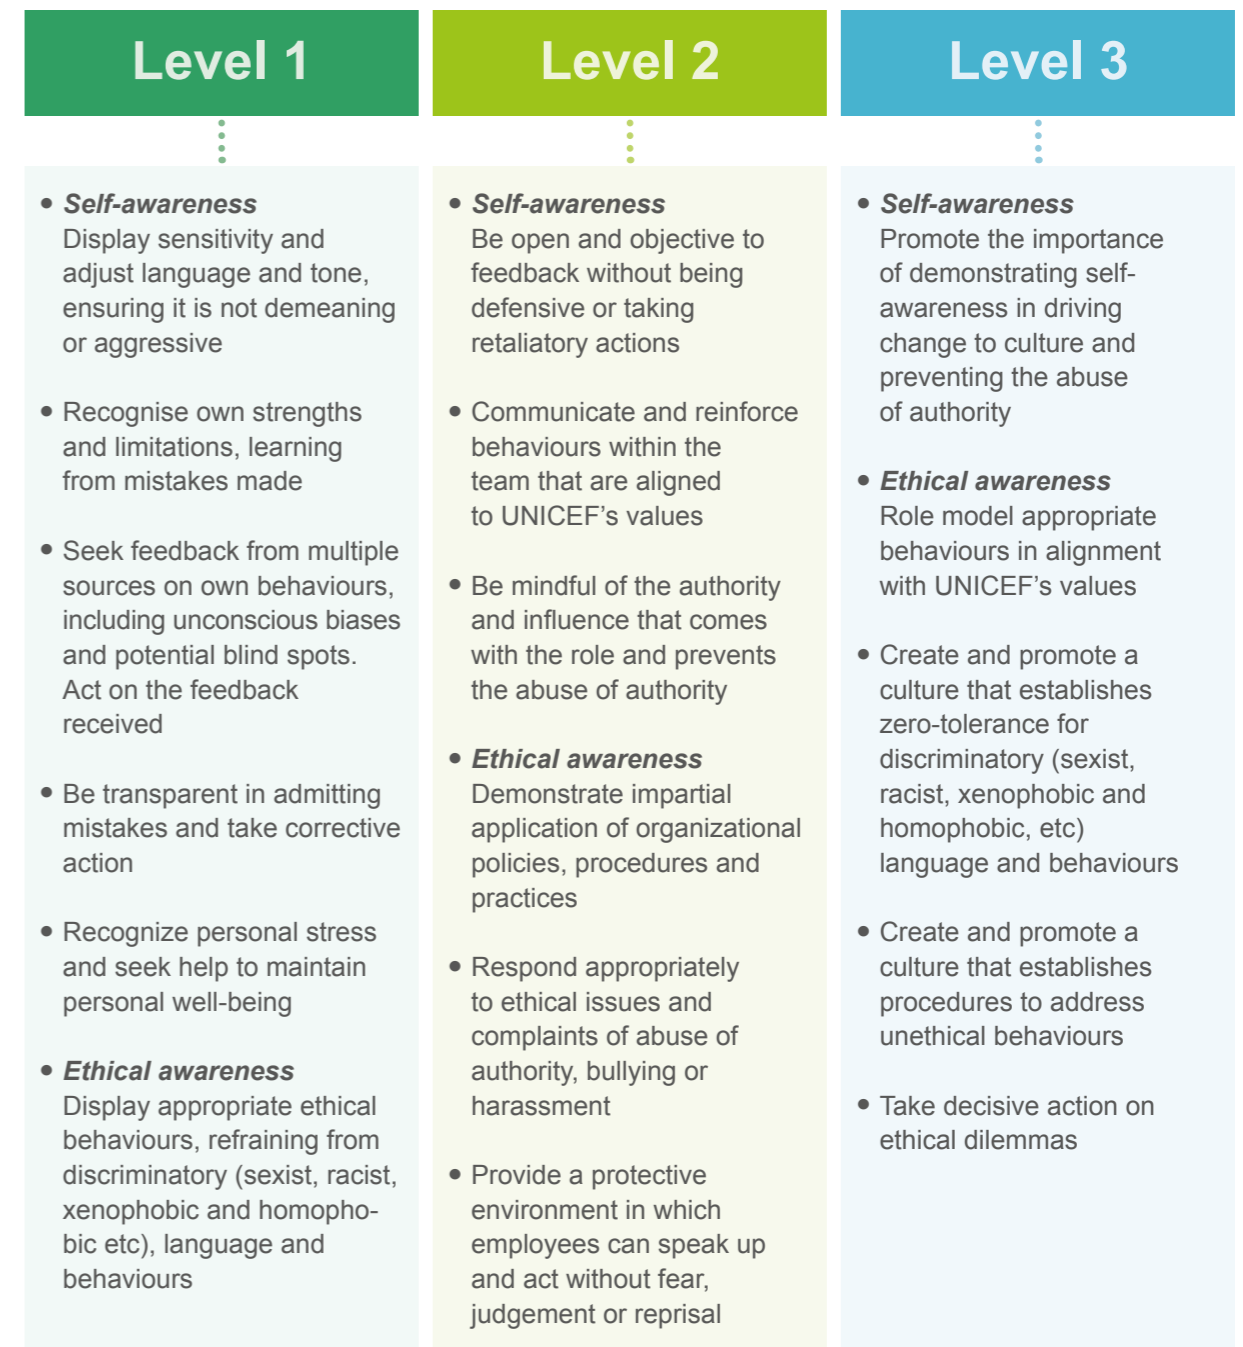 Level 1
• Self-awareness
Display sensitivity and
adjust language and tone,
ensuring it is not demeaning
or aggressive
• Recognise own strengths
and limitations, learning
from mistakes made
• Seek feedback from multiple
sources on own behaviours,
including unconscious biases
and potential blind spots.
Act on the feedback
received
• Be transparent in admitting
mistakes and take corrective
action
• Recognize personal stress
and seek help to maintain
personal well-being
• Ethical awareness
Display appropriate ethical
behaviours, refraining from
discriminatory (sexist, racist,
xenophobic and homopho-
bic etc), language and
behaviours
Level 2
• Self-awareness
Be open and objective to
feedback without being
defensive or taking
retaliatory actions
• Communicate and reinforce
behaviours within the
team that are aligned
to UNICEF’s values
• Be mindful of the authority
and influence that comes
with the role and prevents
the abuse of authority
• Ethical awareness
Demonstrate impartial
application of organizational
policies, procedures and
practices
• Respond appropriately
to ethical issues and
complaints of abuse of
authority, bullying or
harassment
• Provide a protective
environment in which
employees can speak up
and act without fear,
judgement or reprisal
Level 3
• Self-awareness
Promote the importance
of demonstrating self-
awareness in driving
change to culture and
preventing the abuse
of authority
• Ethical awareness
Role model appropriate
behaviours in alignment
with UNICEF’s values
• Create and promote a
culture that establishes
zero-tolerance for
discriminatory (sexist,
racist, xenophobic and
homophobic, etc)
language and behaviours
• Create and promote a
culture that establishes
procedures to address
unethical behaviours
• Take decisive action on
ethical dilemmas